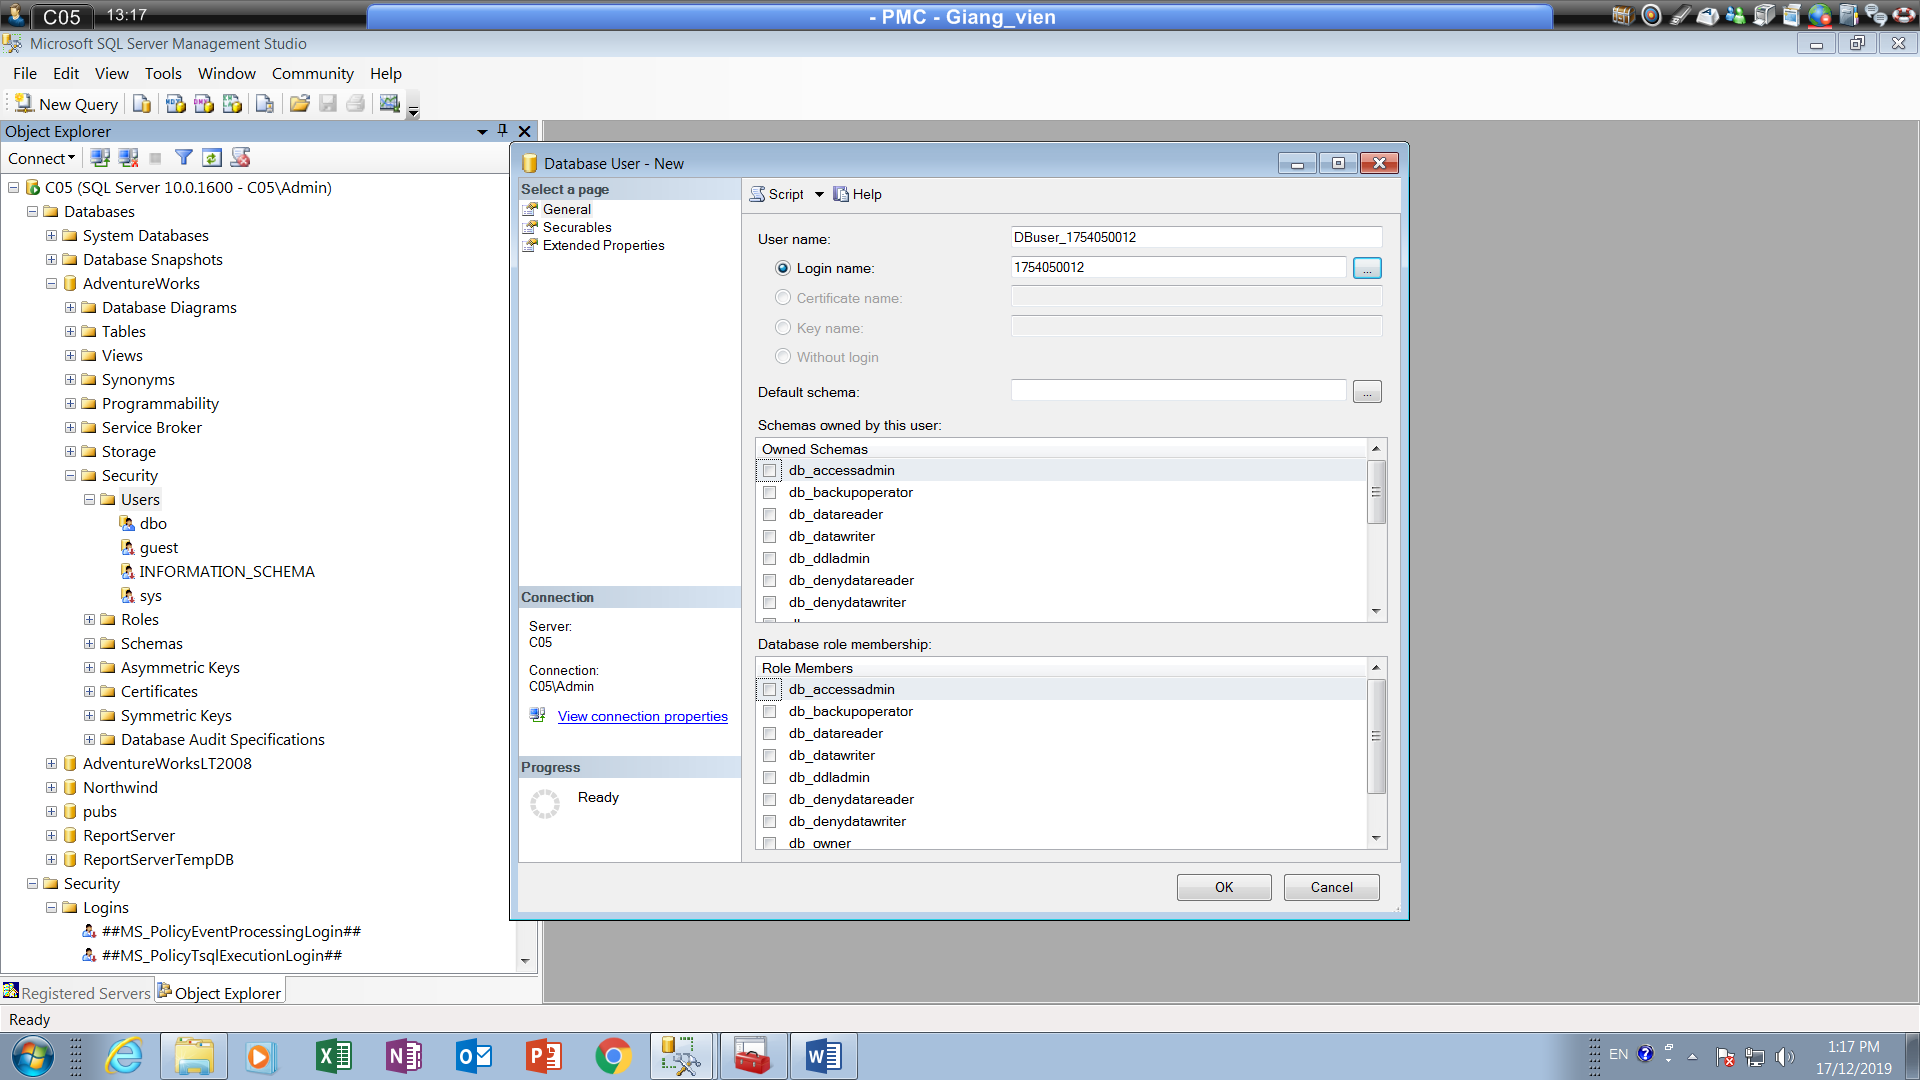 C05
13:17
- PMC - Giang_vien
Microsoft SQL Server Management Studio
File Edit View Tools Window Community Help
New Query
Object Explorer
Connect
C05 (SQL Server 10.0.1600 - C05\Admin)
Databases
System Databases
Database Snapshots
AdventureWorks
Database Diagrams
Tables
Views
Synonyms
Programmability
Service Broker
Storage
Security
Users
dbo
guest
INFORMATION_SCHEMA
sys
Roles
Schemas
Asymmetric Keys
Certificates
Symmetric Keys
Database Audit Specifications
AdventureWorksLT2008
Northwind
pubs
ReportServer
ReportServerTempDB
Security
Logins
##MS_PolicyEventProcessingLogin##
##MS_PolicyTsqlExecutionLogin##
Registered Servers Object Explorer
Ready
Database User - New
Select a page
General
Securables
Extended Properties
Connection
Server:
C05
Connection:
C05\Admin
View connection properties
Progress
Ready
Script Help
User name: DBuser_1754050012
Login name: 1754050012 ...
Certificate name:
Key name:
Without login
Default schema: ...
Schemas owned by this user:
Owned Schemas
db_accessadmin
db_backupoperator
db_datareader
db_datawriter
db_ddladmin
db_denydatareader
db_denydatawriter
Database role membership:
Role Members
db_accessadmin
db_backupoperator
db_datareader
db_datawriter
db_ddladmin
db_denydatareader
db_denydatawriter
db_owner
OK Cancel
EN
1:17 PM
17/12/2019